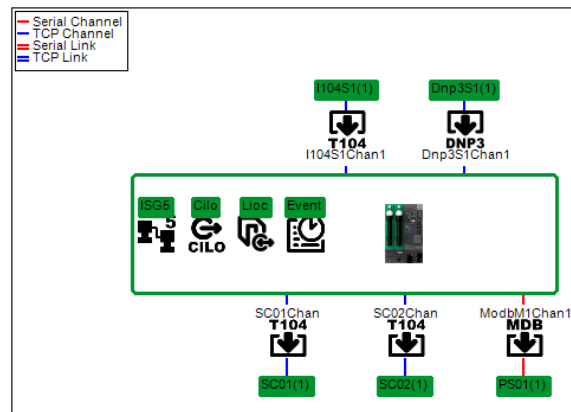 Serial Channel
TCP Channel
Serial Link
TCP Link
I104S1(1)
Dnp3S1(1)
T104
DNP3
I104S1Chan1
Dnp3S1Chan1
ISG5
Cilo
Lioc
Event
5
CILO
SC01Chan
SC02Chan
ModbM1Chan1
T104
T104
MDB
SC01(1)
SC02(1)
PS01(1)